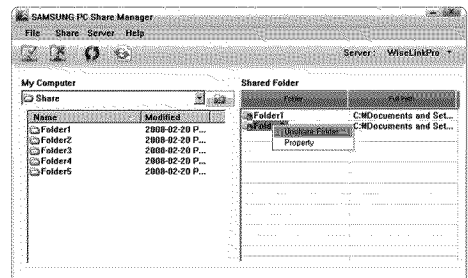 SAMSUNG PC Share Manager
File Share Server Help
Server : WiseLinkPro
My Computer
Shared Folder
Share
Folder Full Path
Name Modified
Folder1 C:₩Documents and Set...
Unshare Folder C:₩Documents and Set...
Property
Folder1 2008-02-20 P...
Folder2 2008-02-20 P...
Folder3 2008-02-20 P...
Folder4 2008-02-20 P...
Folder5 2008-02-20 P...